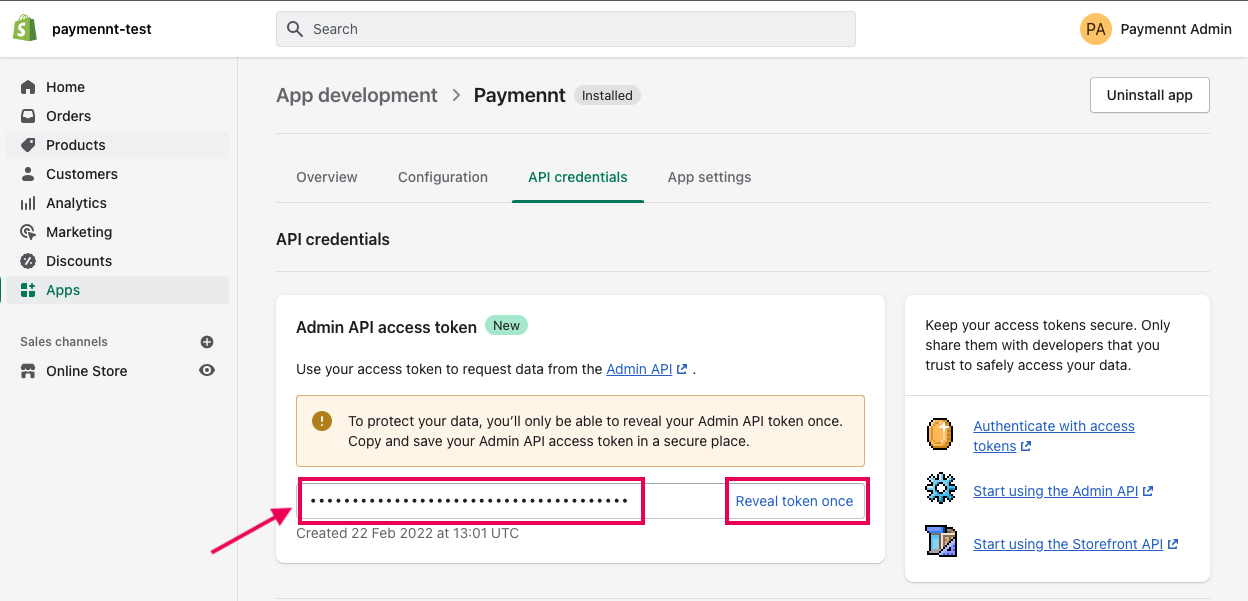 paymennt-test
Search
PA
Paymennt Admin
Home
Orders
Products
Customers
Analytics
Marketing
Discounts
Apps
Sales channels
Online Store
App development > Paymennt Installed
Uninstall app
Overview
Configuration
API credentials
App settings
API credentials
Admin API access token New
Use your access token to request data from the Admin API .
To protect your data, you’ll only be able to reveal your Admin API token once.
Copy and save your Admin API access token in a secure place.
••••••••••••••••••••••••••••••••••••••
Reveal token once
Created 22 Feb 2022 at 13:01 UTC
Keep your access tokens secure. Only
share them with developers that you
trust to safely access your data.
Authenticate with access
tokens
Start using the Admin API
Start using the Storefront API